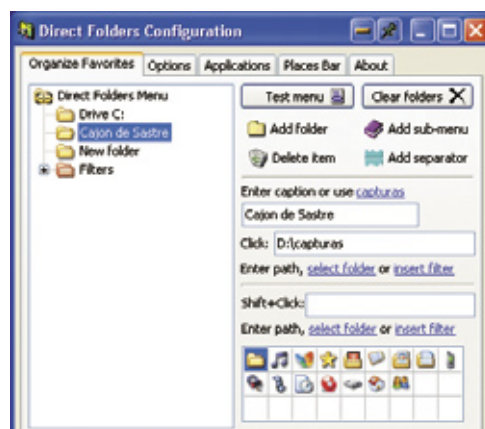 Direct Folders Configuration
Organize Favorites
Options
Applications
Places Bar
About
Direct Folders Menu
Drive C:
Cajon de Sastre
New folder
Filters
Test menu
Clear folders
Add folder
Add sub-menu
Delete item
Add separator
Enter caption or use capturas
Cajon de Sastre
Click: D:\capturas
Enter path, select folder or insert filter
Shift+Click:
Enter path, select folder or insert filter